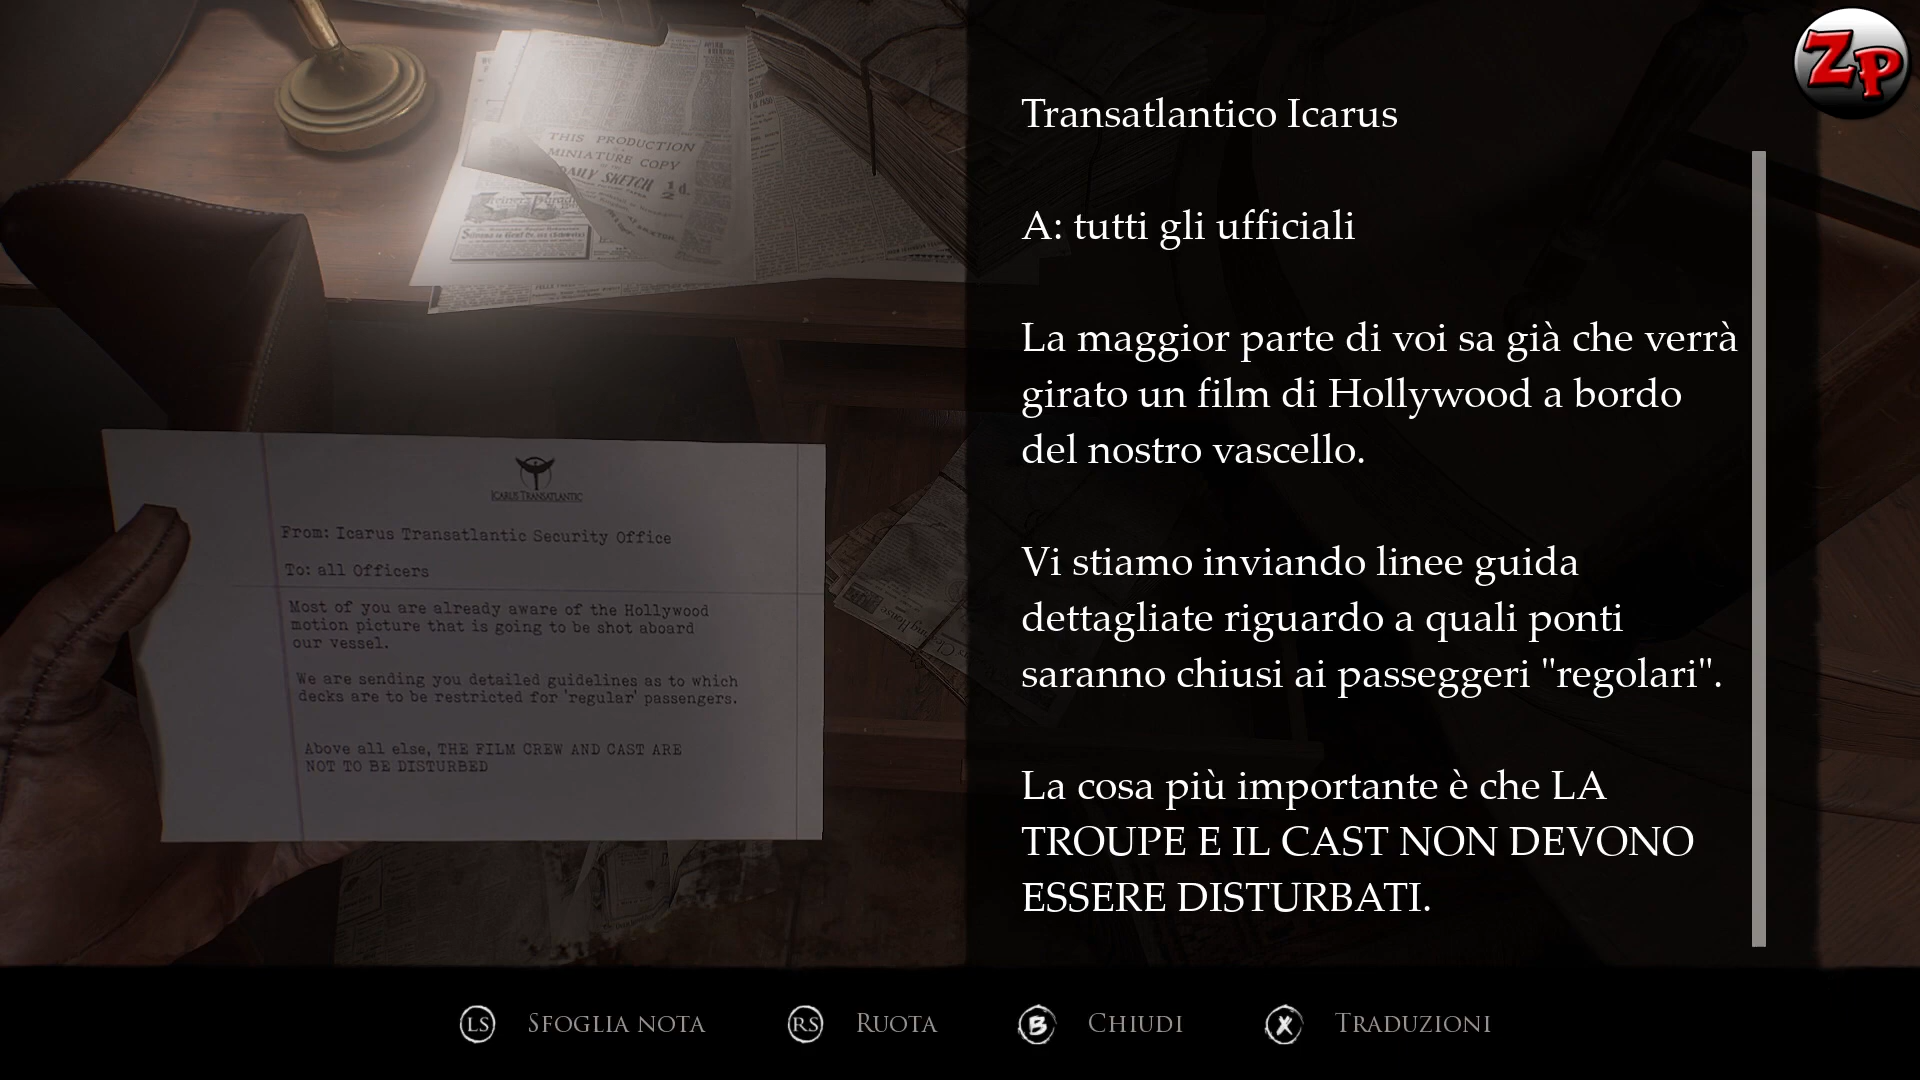 THIS PRODUCTION
MINIATURE COPY
DAILY SKETCH 1/2 d.
ICARUS TRANSATLANTIC
From: Icarus Transatlantic Security Office
To: all Officers
Most of you are already aware of the Hollywood
motion picture that is going to be shot aboard
our vessel.
We are sending you detailed guidelines as to which
decks are to be restricted for 'regular' passengers.
Above all else, THE FILM CREW AND CAST ARE
NOT TO BE DISTURBED
ZP
Transatlantico Icarus
A: tutti gli ufficiali
La maggior parte di voi sa già che verrà
girato un film di Hollywood a bordo
del nostro vascello.
Vi stiamo inviando linee guida
dettagliate riguardo a quali ponti
saranno chiusi ai passeggeri "regolari".
La cosa più importante è che LA
TROUPE E IL CAST NON DEVONO
ESSERE DISTURBATI.
LS SFOGLIA NOTA RS RUOTA B CHIUDI X TRADUZIONI